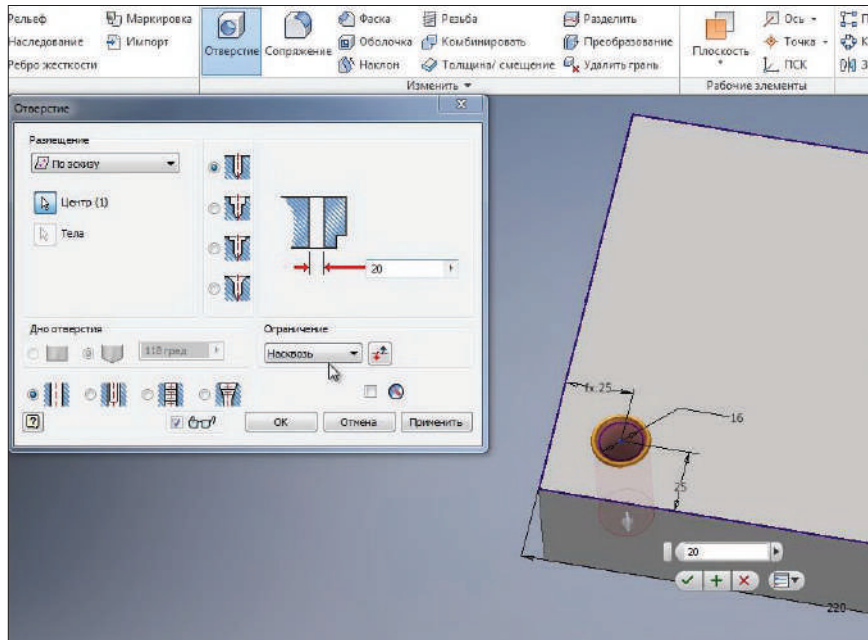 Рельеф Маркировка Фаска Резьба Разделить Ось
Наследование Импорт Отверстие Сопряжение Оболочка Комбинировать Преобразование Плоскость Точка
Ребро жесткости Наклон Толщина/ смещение Удалить грань ПСК
Изменить Рабочие элементы
Отверстие
Размещение
По эскизу
Центр (1)
Тела
20
Дно отверстия Ограничение
118 град Насквозь
? ОК Отмена Применить
fx:25
16
25
20
220